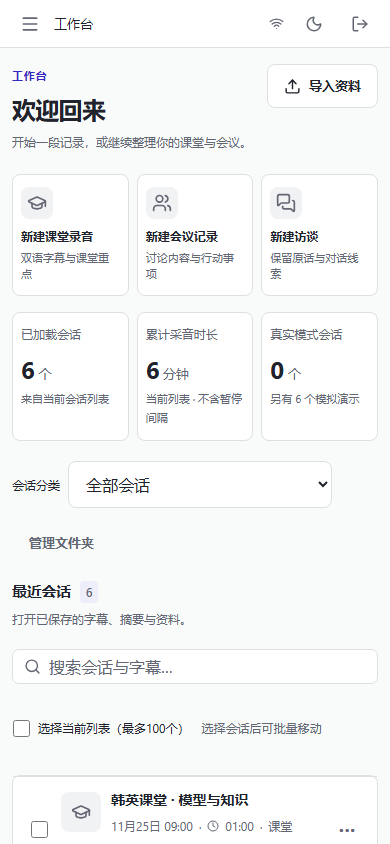 工作台
工作台
导入资料
欢迎回来
开始一段记录，或继续整理你的课堂与会议。
新建课堂录音
双语字幕与课堂重
点
新建会议记录
讨论内容与行动事
项
新建访谈
保留原话与对话线
索
已加载会话
6 个
来自当前会话列表
累计采音时长
6 分钟
当前列表 · 不含暂停
间隔
真实模式会话
0 个
另有 6 个模拟演示
会话分类
全部会话
管理文件夹
最近会话 6
打开已保存的字幕、摘要与资料。
搜索会话与字幕...
选择当前列表（最多100个） 选择会话后可批量移动
韩英课堂 · 模型与知识
11月25日 09:00 · 01:00 · 课堂